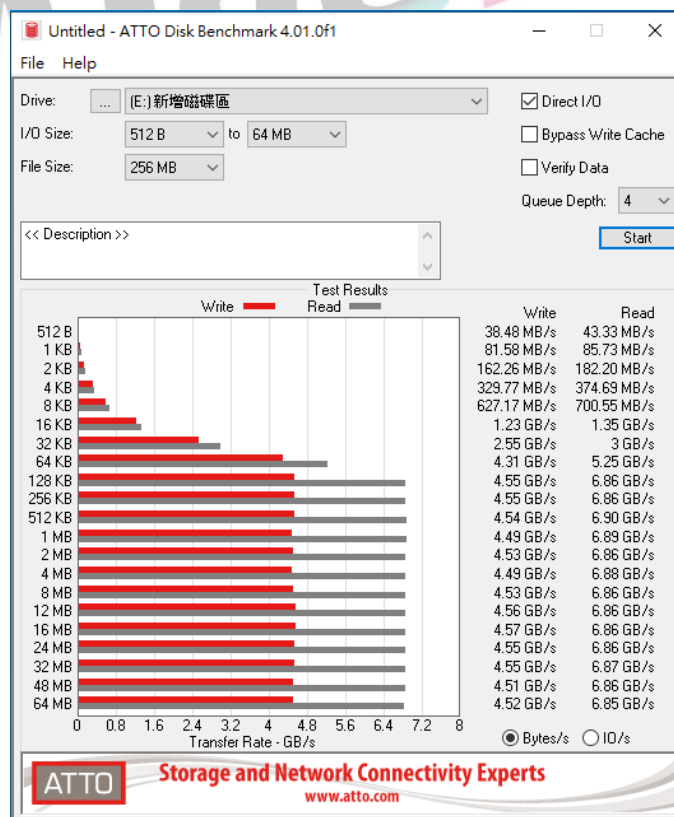 Untitled - ATTO Disk Benchmark 4.01.0f1
File Help
Drive: ... (E:)新增磁碟區 Direct I/O
I/O Size: 512 B to 64 MB Bypass Write Cache
File Size: 256 MB Verify Data
Queue Depth: 4
<< Description >> Start
Test Results
Write Read Write Read
512 B 38.48 MB/s 43.33 MB/s
1 KB 81.58 MB/s 85.73 MB/s
2 KB 162.26 MB/s 182.20 MB/s
4 KB 329.77 MB/s 374.69 MB/s
8 KB 627.17 MB/s 700.55 MB/s
16 KB 1.23 GB/s 1.35 GB/s
32 KB 2.55 GB/s 3 GB/s
64 KB 4.31 GB/s 5.25 GB/s
128 KB 4.55 GB/s 6.86 GB/s
256 KB 4.55 GB/s 6.86 GB/s
512 KB 4.54 GB/s 6.90 GB/s
1 MB 4.49 GB/s 6.89 GB/s
2 MB 4.53 GB/s 6.86 GB/s
4 MB 4.49 GB/s 6.88 GB/s
8 MB 4.53 GB/s 6.86 GB/s
12 MB 4.56 GB/s 6.86 GB/s
16 MB 4.57 GB/s 6.86 GB/s
24 MB 4.55 GB/s 6.86 GB/s
32 MB 4.55 GB/s 6.87 GB/s
48 MB 4.51 GB/s 6.86 GB/s
64 MB 4.52 GB/s 6.85 GB/s
0 0.8 1.6 2.4 3.2 4 4.8 5.6 6.4 7.2 8
Transfer Rate - GB/s Bytes/s IO/s
ATTO Storage and Network Connectivity Experts
www.atto.com